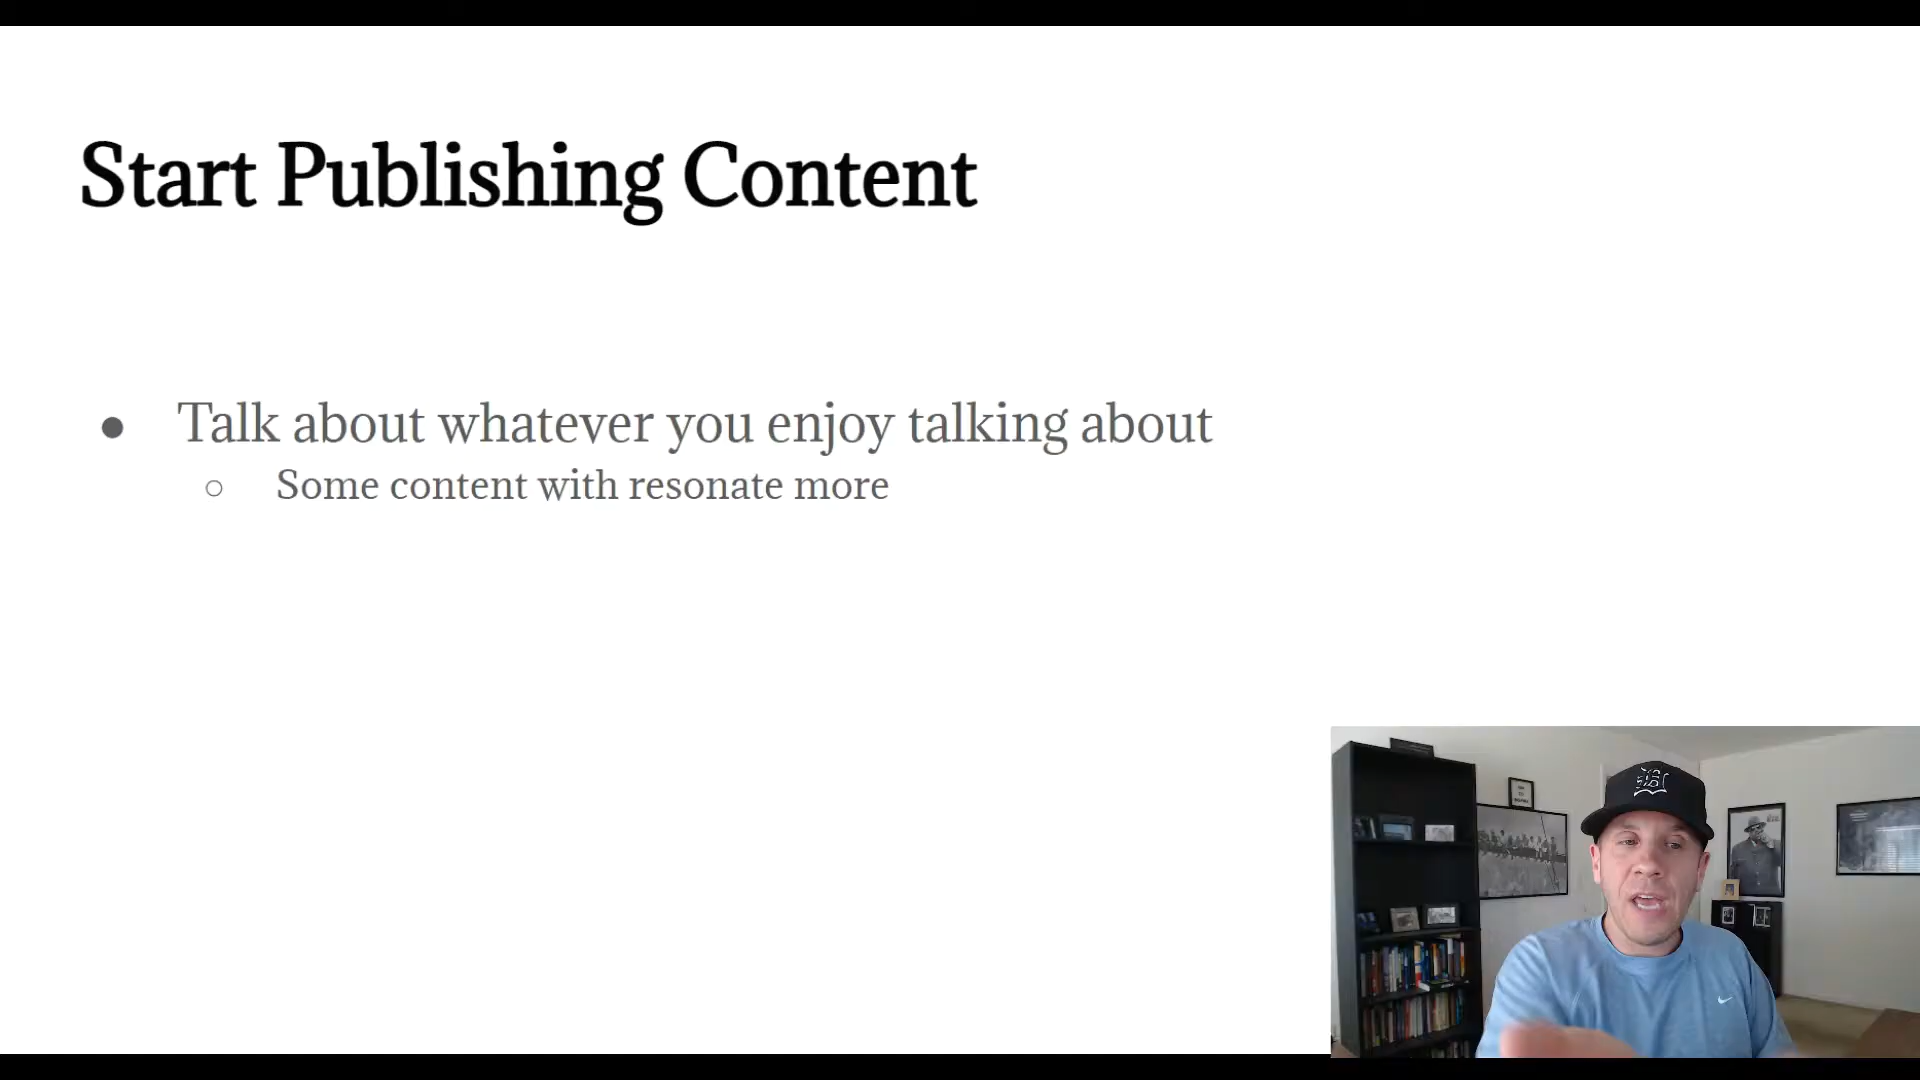 Start Publishing Content
● Talk about whatever you enjoy talking about
○ Some content with resonate more